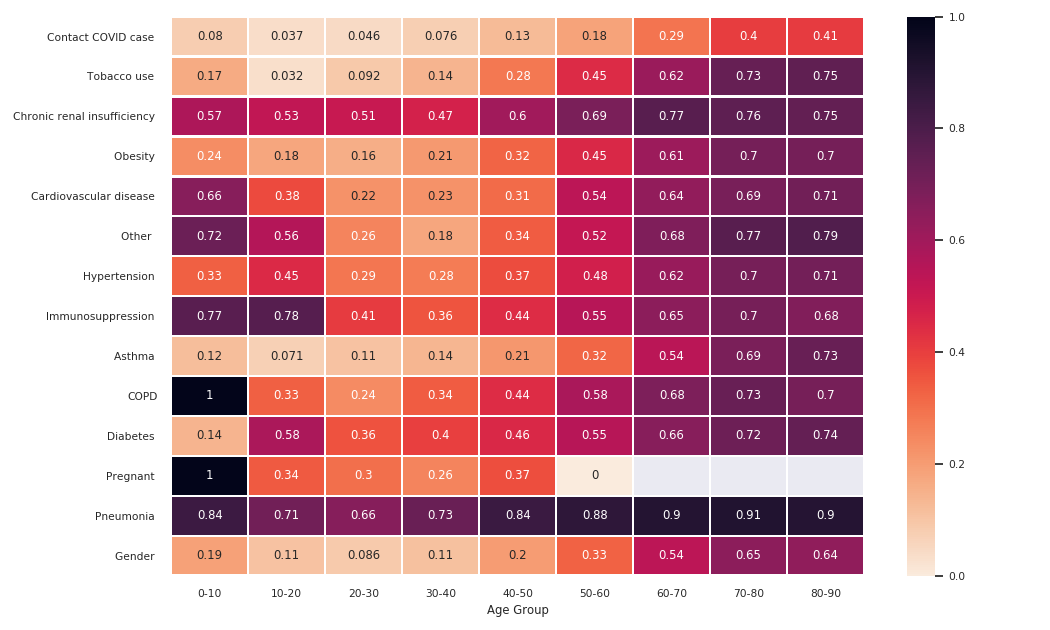 Contact COVID case 0.08 0.037 0.046 0.076 0.13 0.18 0.29 0.4 0.41
Tobacco use 0.17 0.032 0.092 0.14 0.28 0.45 0.62 0.73 0.75
Chronic renal insufficiency 0.57 0.53 0.51 0.47 0.6 0.69 0.77 0.76 0.75
Obesity 0.24 0.18 0.16 0.21 0.32 0.45 0.61 0.7 0.7
Cardiovascular disease 0.66 0.38 0.22 0.23 0.31 0.54 0.64 0.69 0.71
Other 0.72 0.56 0.26 0.18 0.34 0.52 0.68 0.77 0.79
Hypertension 0.33 0.45 0.29 0.28 0.37 0.48 0.62 0.7 0.71
Immunosuppression 0.77 0.78 0.41 0.36 0.44 0.55 0.65 0.7 0.68
Asthma 0.12 0.071 0.11 0.14 0.21 0.32 0.54 0.69 0.73
COPD 1 0.33 0.24 0.34 0.44 0.58 0.68 0.73 0.7
Diabetes 0.14 0.58 0.36 0.4 0.46 0.55 0.66 0.72 0.74
Pregnant 1 0.34 0.3 0.26 0.37 0
Pneumonia 0.84 0.71 0.66 0.73 0.84 0.88 0.9 0.91 0.9
Gender 0.19 0.11 0.086 0.11 0.2 0.33 0.54 0.65 0.64
0-10 10-20 20-30 30-40 40-50 50-60 60-70 70-80 80-90
Age Group
1.0
0.8
0.6
0.4
0.2
0.0